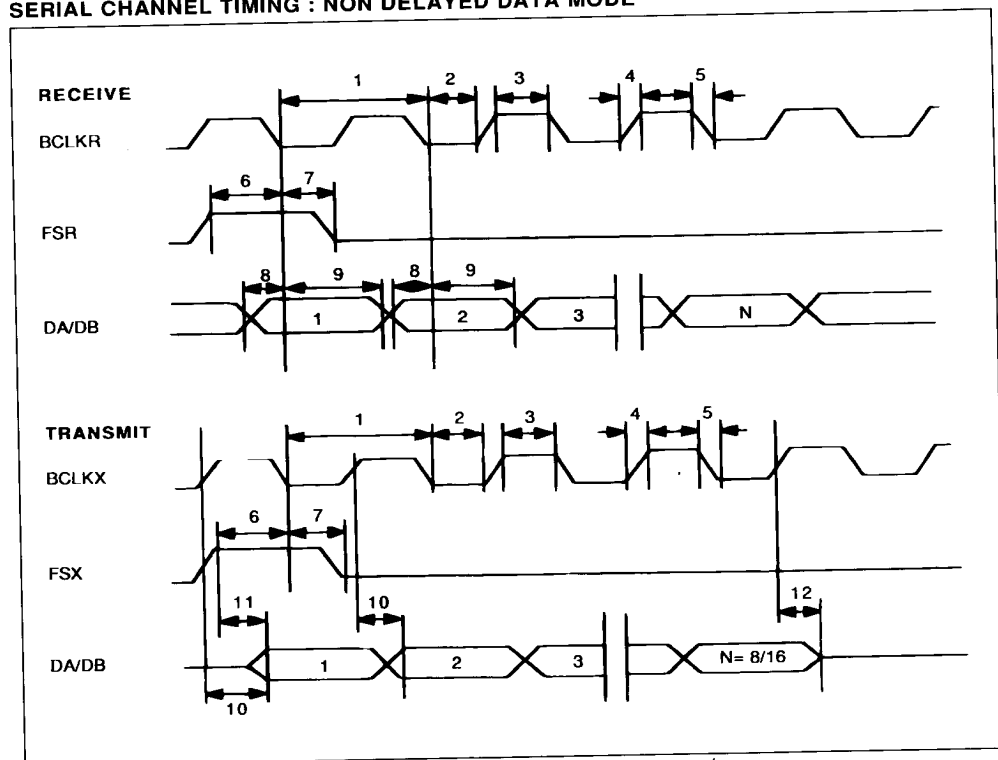 SERIAL CHANNEL TIMING : NON DELAYED DATA MODE
RECEIVE
1 2 3 4 5
BCLKR
6 7
FSR
8 9 8 9
DA/DB 1 2 3 N
TRANSMIT
1 2 3 4 5
BCLKX
6 7
FSX
11 10 12
DA/DB 1 2 3 N= 8/16
10